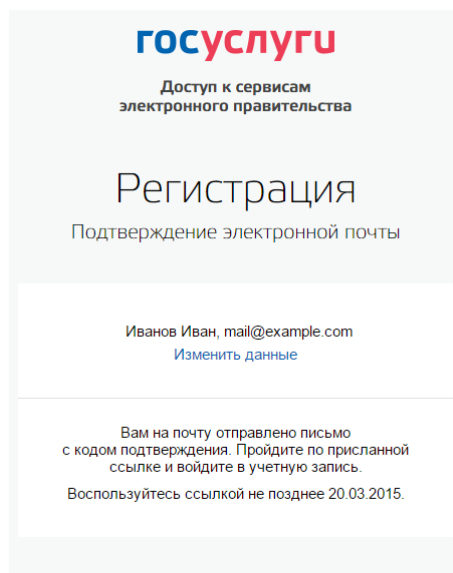 госуслуги
Доступ к сервисам
электронного правительства
Регистрация
Подтверждение электронной почты
Иванов Иван, mail@example.com
Изменить данные
Вам на почту отправлено письмо
с кодом подтверждения. Пройдите по присланной
ссылке и войдите в учетную запись.
Воспользуйтесь ссылкой не позднее 20.03.2015.